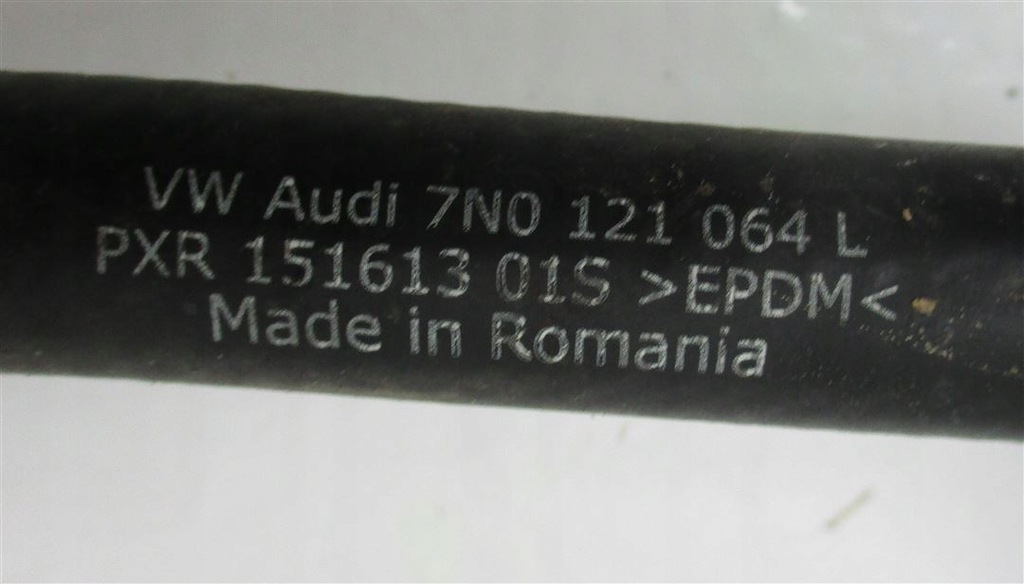 VW Audi 7N0 121 064 L
PXR 151613 01S >EPDM<
Made in Romania